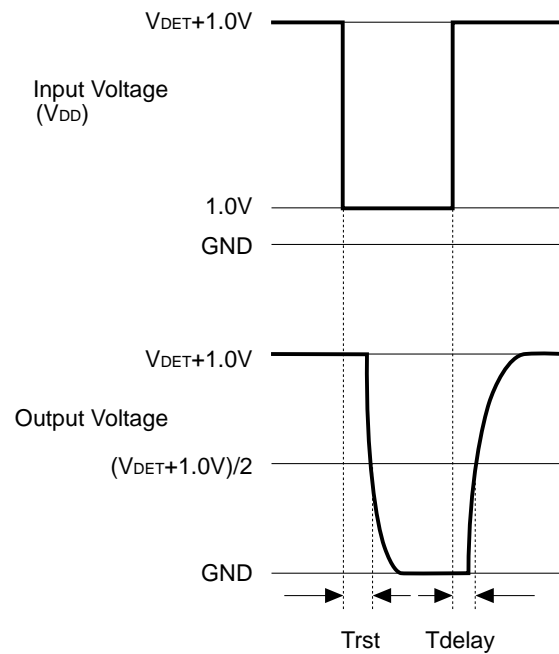 VDET+1.0V
Input Voltage
(VDD)
1.0V
GND
VDET+1.0V
Output Voltage
(VDET+1.0V)/2
GND
Trst Tdelay